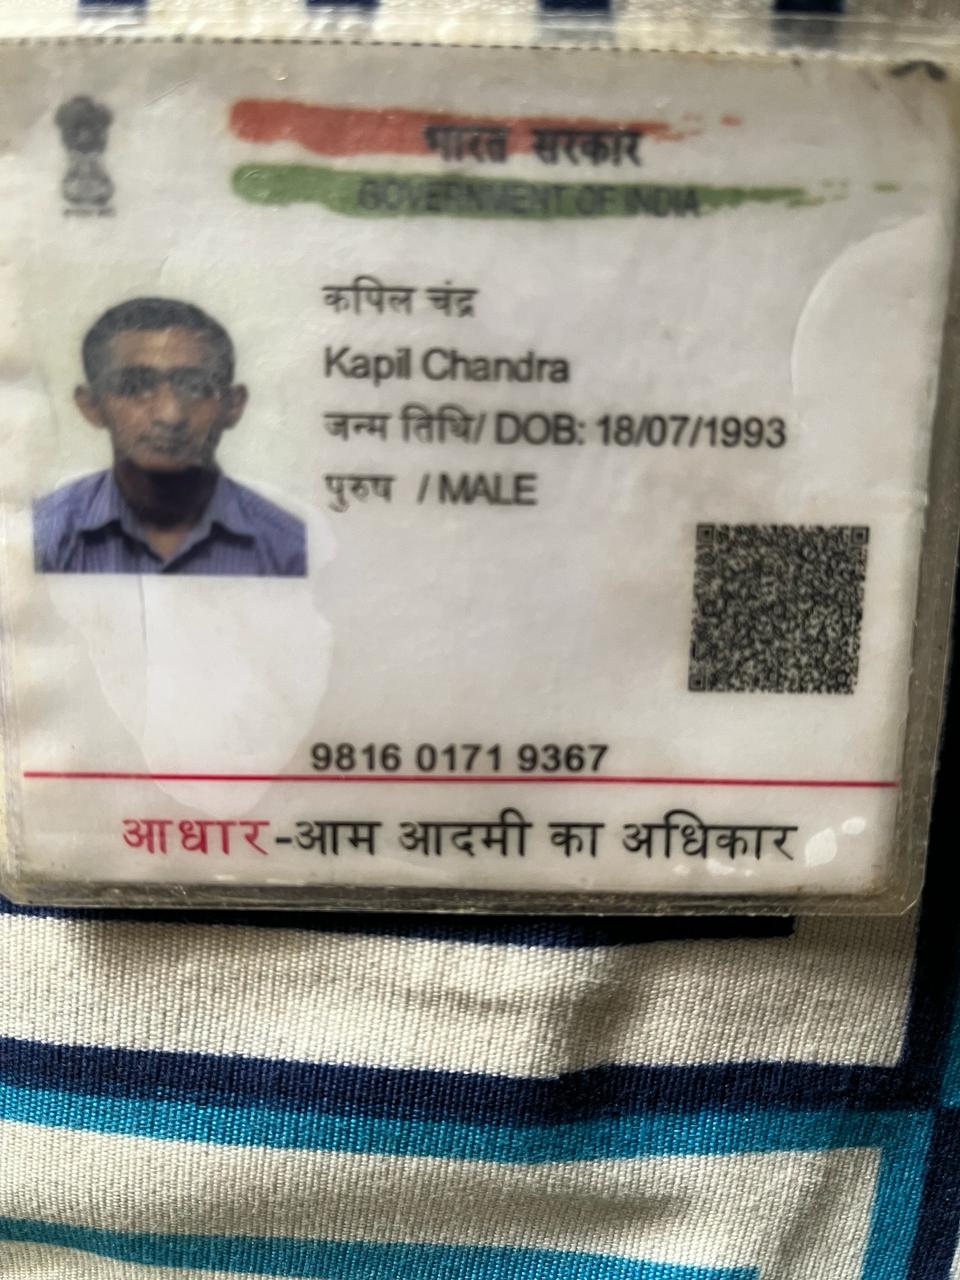 भारत सरकार
GOVERNMENT OF INDIA
कपिल चंद्र
Kapil Chandra
जन्म तिथि/ DOB: 18/07/1993
पुरुष / MALE
9816 0171 9367
आधार-आम आदमी का अधिकार